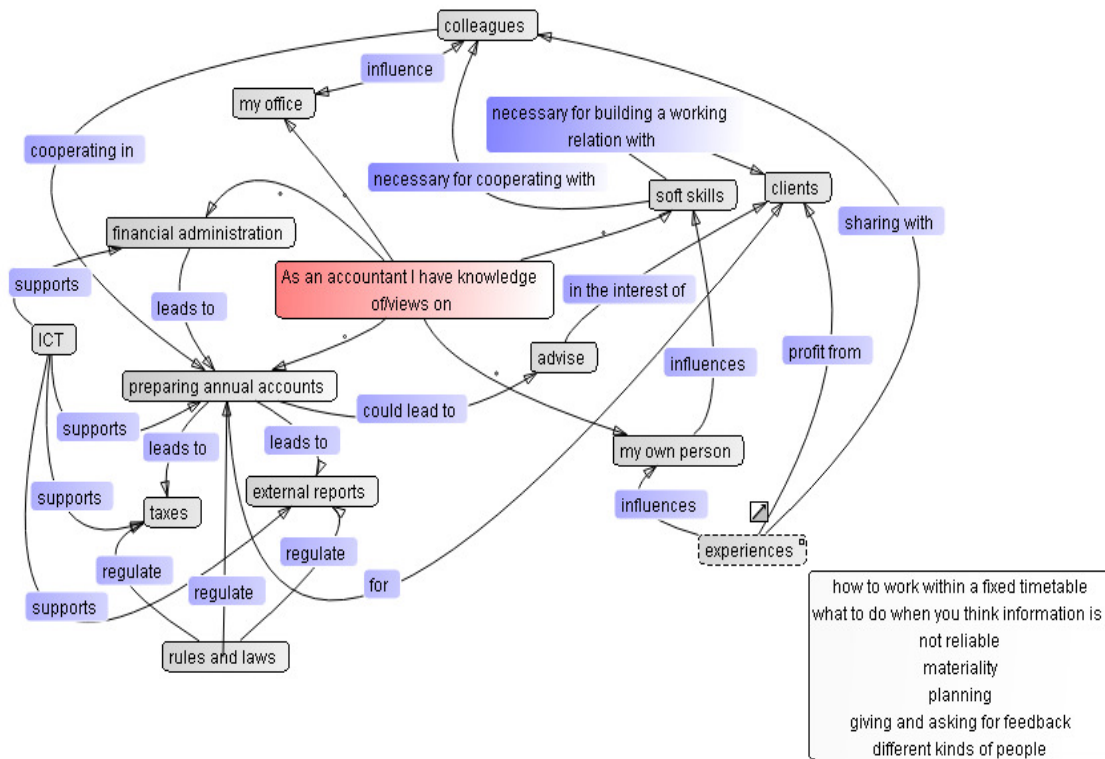 colleagues
influence
my office
necessary for building a working
relation with
cooperating in
necessary for cooperating with
soft skills
clients
sharing with
financial administration
As an accountant I have knowledge
of/views on
supports
in the interest of
leads to
ICT
advise
influences
profit from
preparing annual accounts
could lead to
supports
leads to
leads to
my own person
supports
external reports
influences
taxes
experiences
regulate
regulate
supports
regulate
for
rules and laws
how to work within a fixed timetable
what to do when you think information is
not reliable
materiality
planning
giving and asking for feedback
different kinds of people